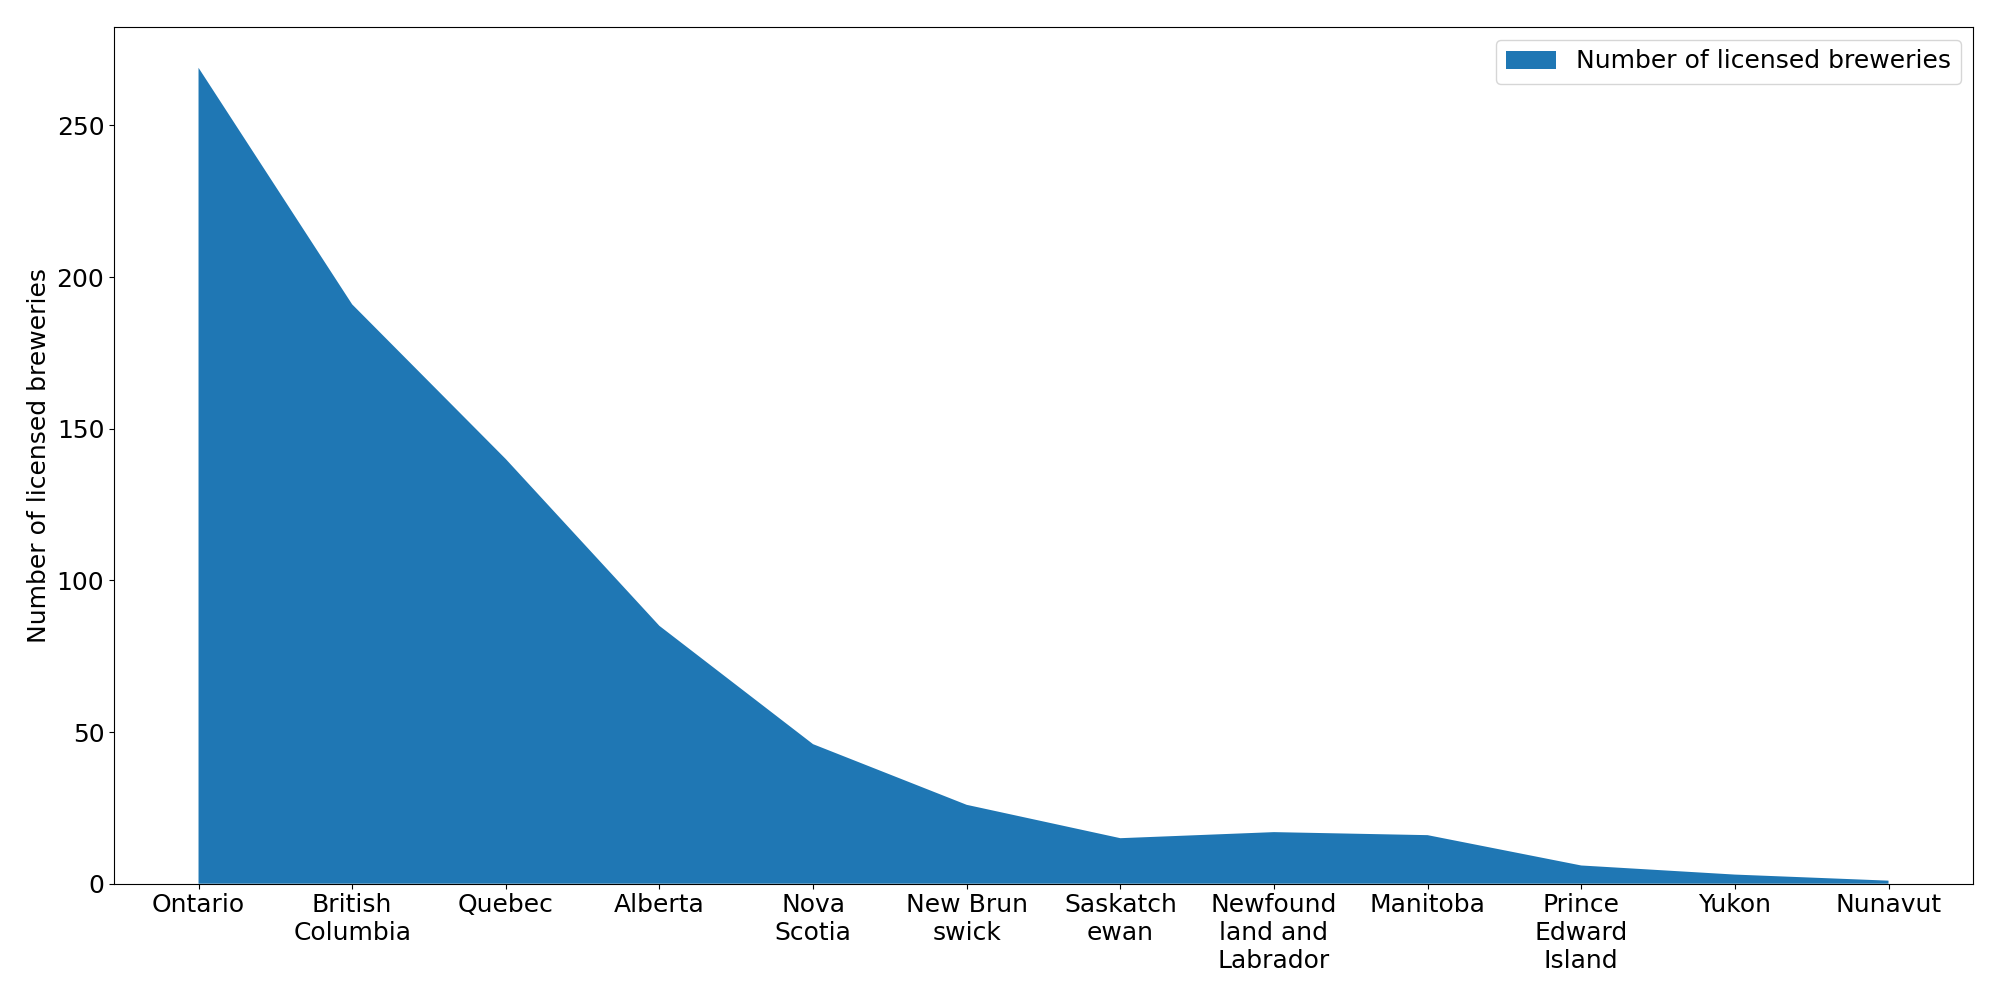 Number of licensed breweries
250
200
150
100
50
0
Number of licensed breweries
Ontario
British
Columbia
Quebec
Alberta
Nova
Scotia
New Brun
swick
Saskatch
ewan
Newfound
land and
Labrador
Manitoba
Prince
Edward
Island
Yukon
Nunavut